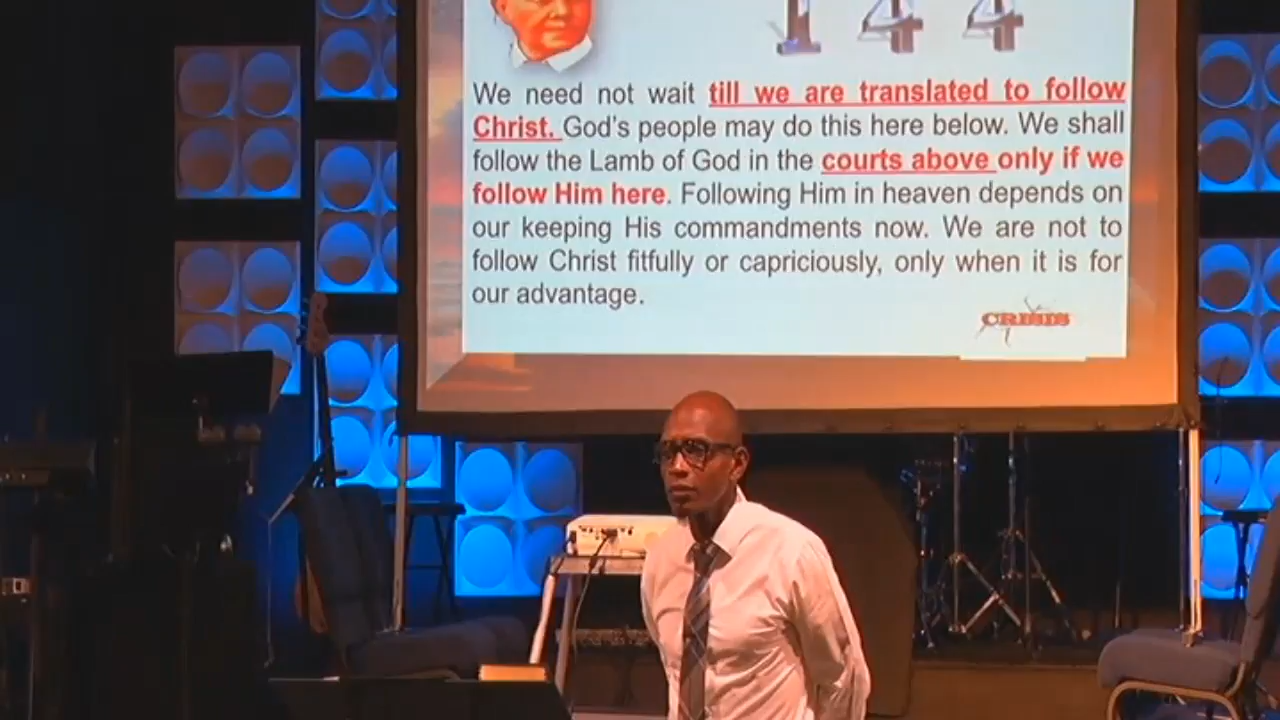 144
We need not wait till we are translated to follow
Christ. God's people may do this here below. We shall
follow the Lamb of God in the courts above only if we
follow Him here. Following Him in heaven depends on
our keeping His commandments now. We are not to
follow Christ fitfully or capriciously, only when it is for
our advantage.
CRISIS